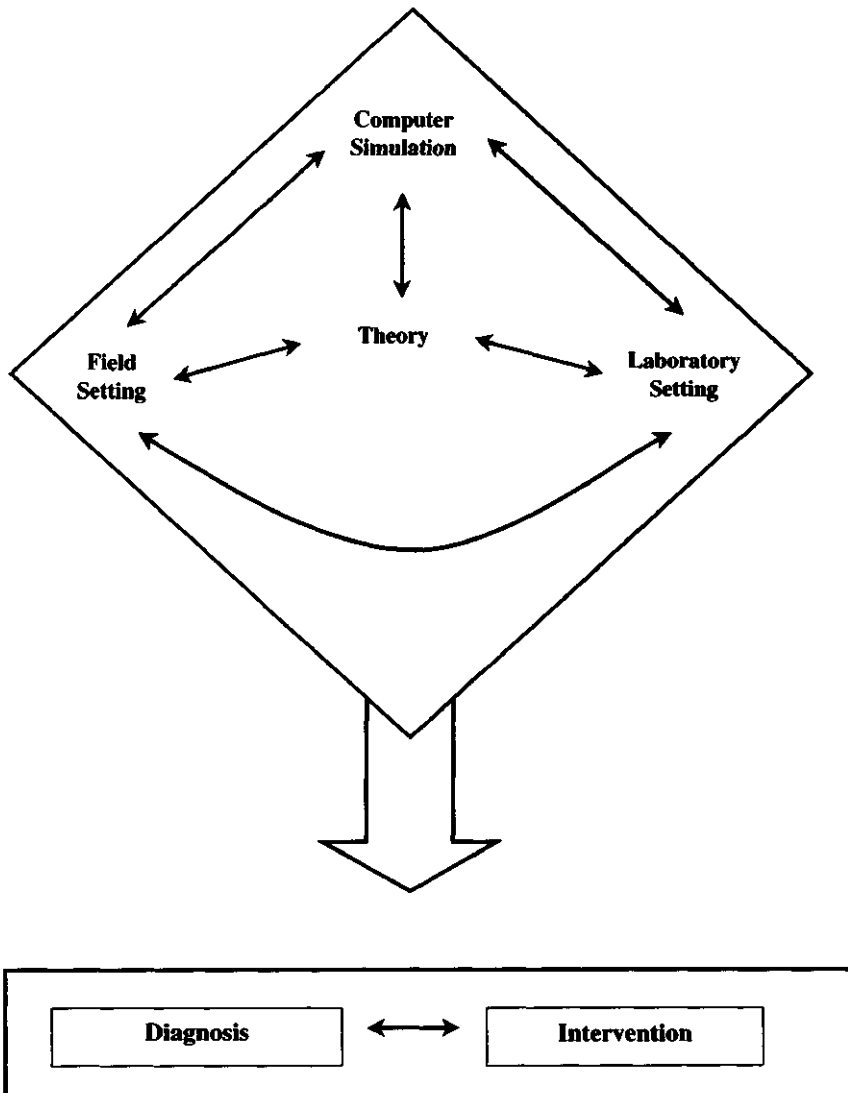 Computer
Simulation
Theory
Field
Setting
Laboratory
Setting
Diagnosis
Intervention